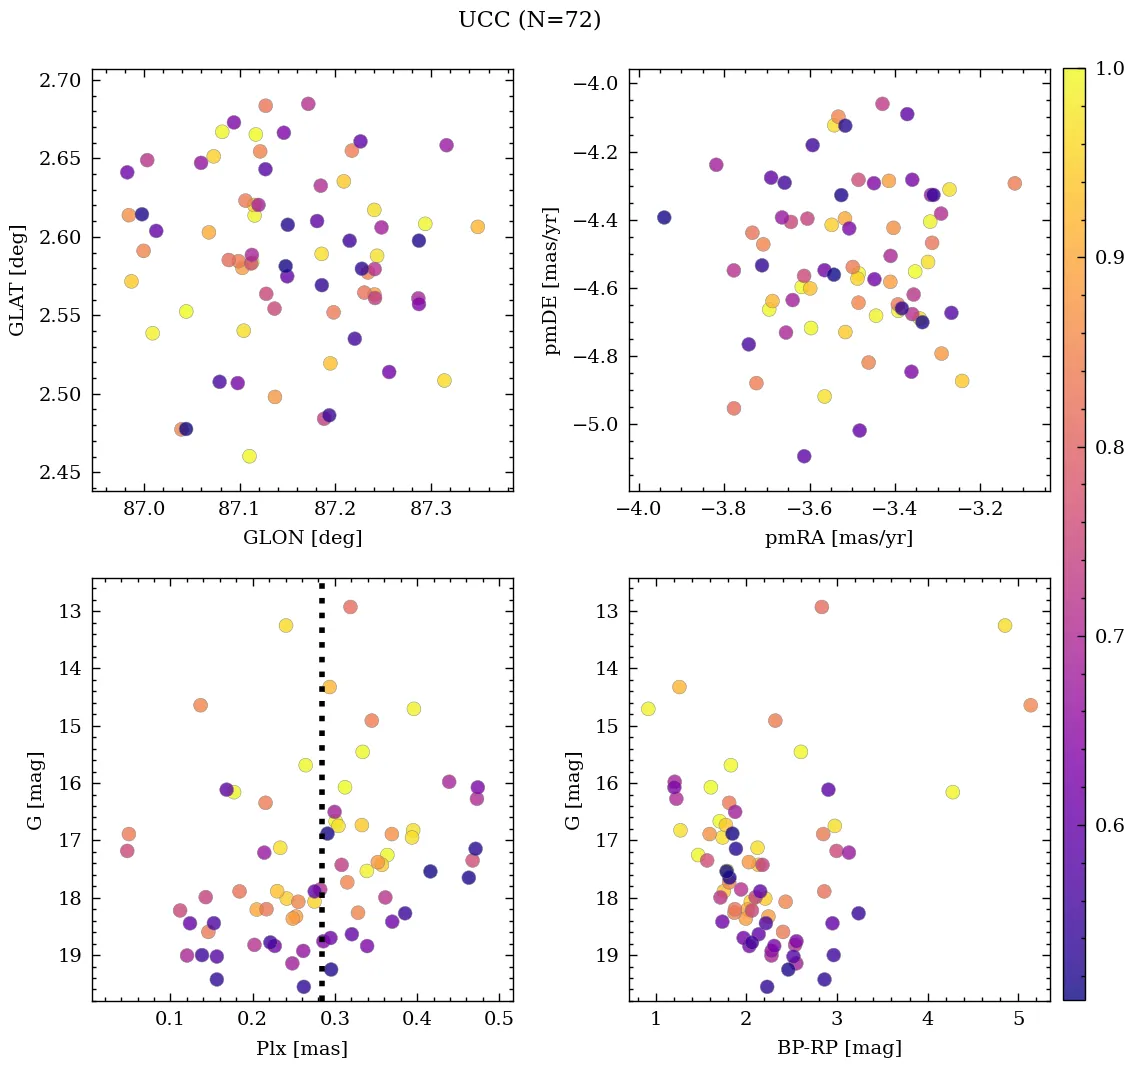 UCC (N=72)
2.70
2.65
2.60
2.55
2.50
2.45
GLAT [deg]
87.0 87.1 87.2 87.3
GLON [deg]
−4.0
−4.2
−4.4
−4.6
−4.8
−5.0
pmDE [mas/yr]
−4.0 −3.8 −3.6 −3.4 −3.2
pmRA [mas/yr]
1.0
0.9
0.8
0.7
0.6
13
14
15
16
17
18
19
G [mag]
0.1 0.2 0.3 0.4 0.5
Plx [mas]
13
14
15
16
17
18
19
G [mag]
1 2 3 4 5
BP-RP [mag]